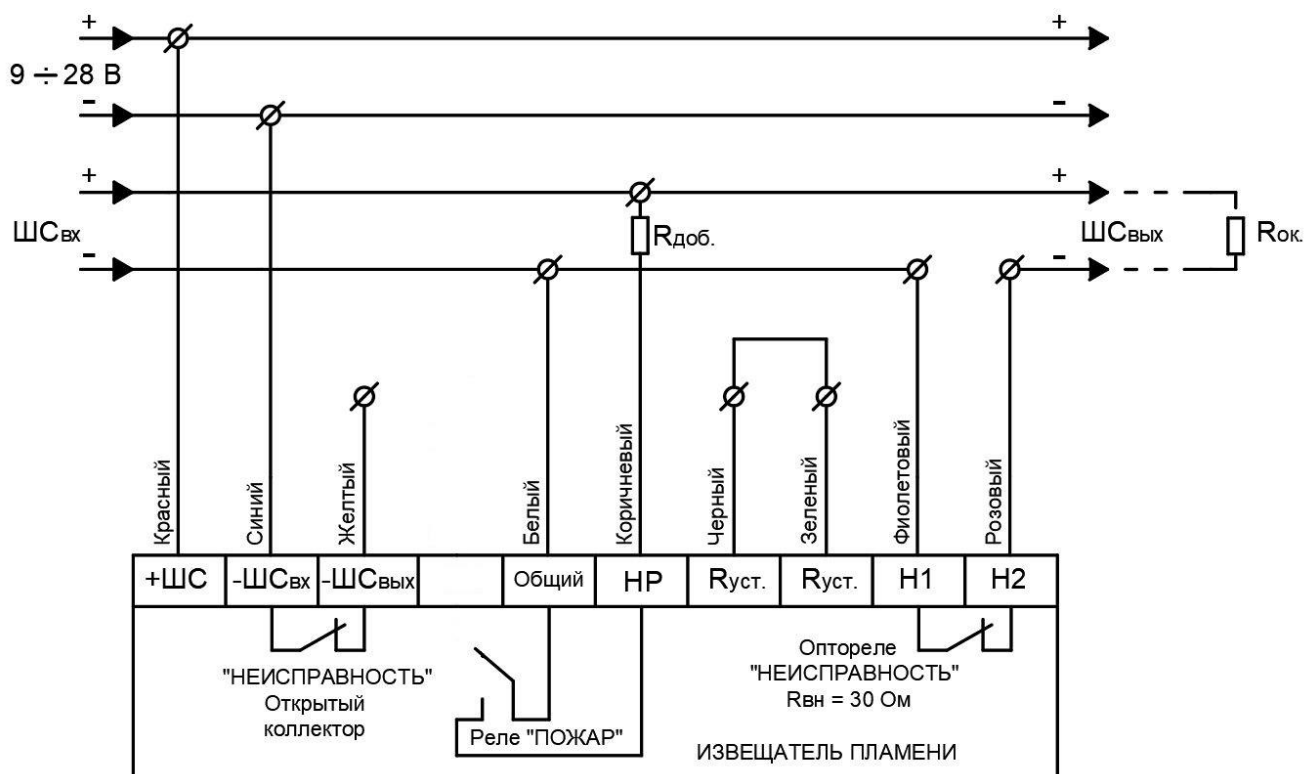 + +
9 ÷ 28 В
- -
+ +
ШСвх Rдоб. ШСвых Rок.
- -
Красный
Синий
Желтый
Белый
Коричневый
Черный
Зеленый
Фиолетовый
Розовый
+ШС -ШСвх -ШСвых Общий НР Rуст. Rуст. Н1 Н2
"НЕИСПРАВНОСТЬ"
Открытый
коллектор
Реле "ПОЖАР"
Оптореле
"НЕИСПРАВНОСТЬ"
Rвн = 30 Ом
ИЗВЕЩАТЕЛЬ ПЛАМЕНИ